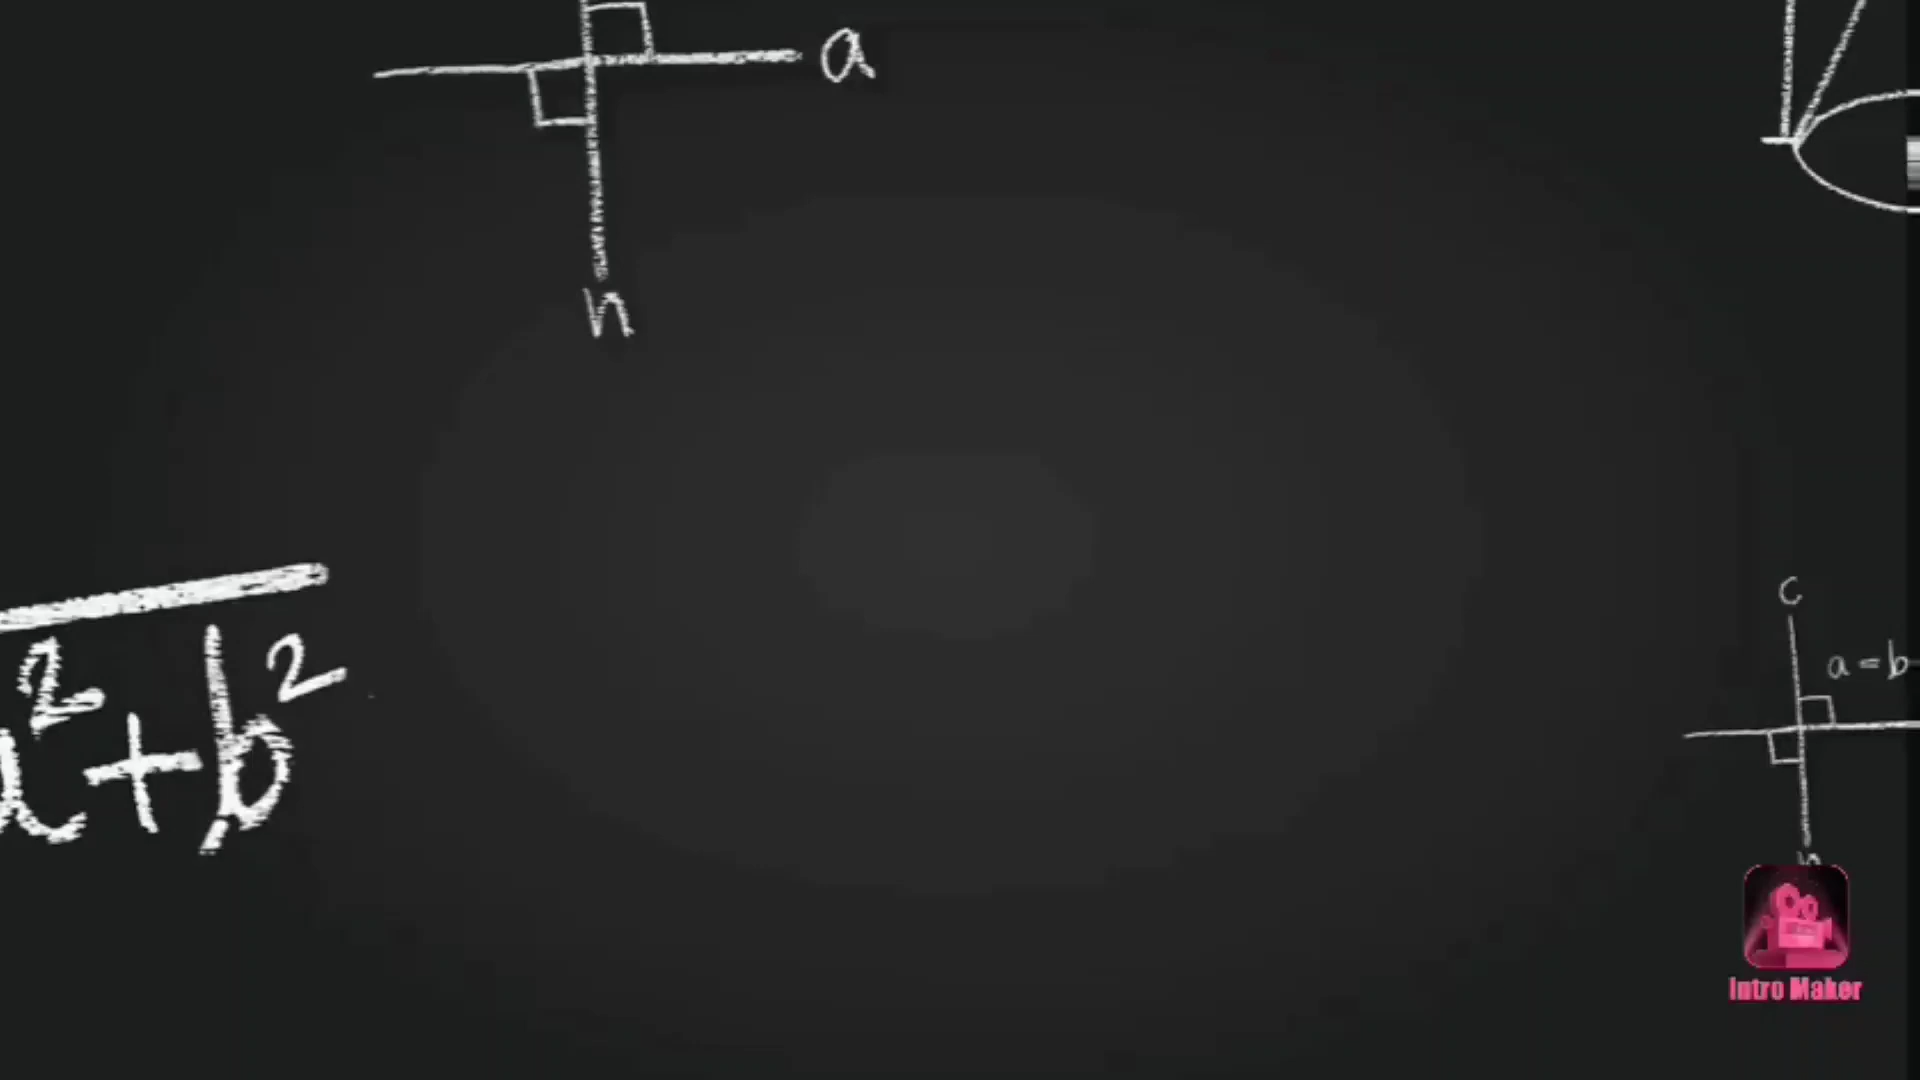 a
n
a²+b²
c
a=b
n
Intro Maker